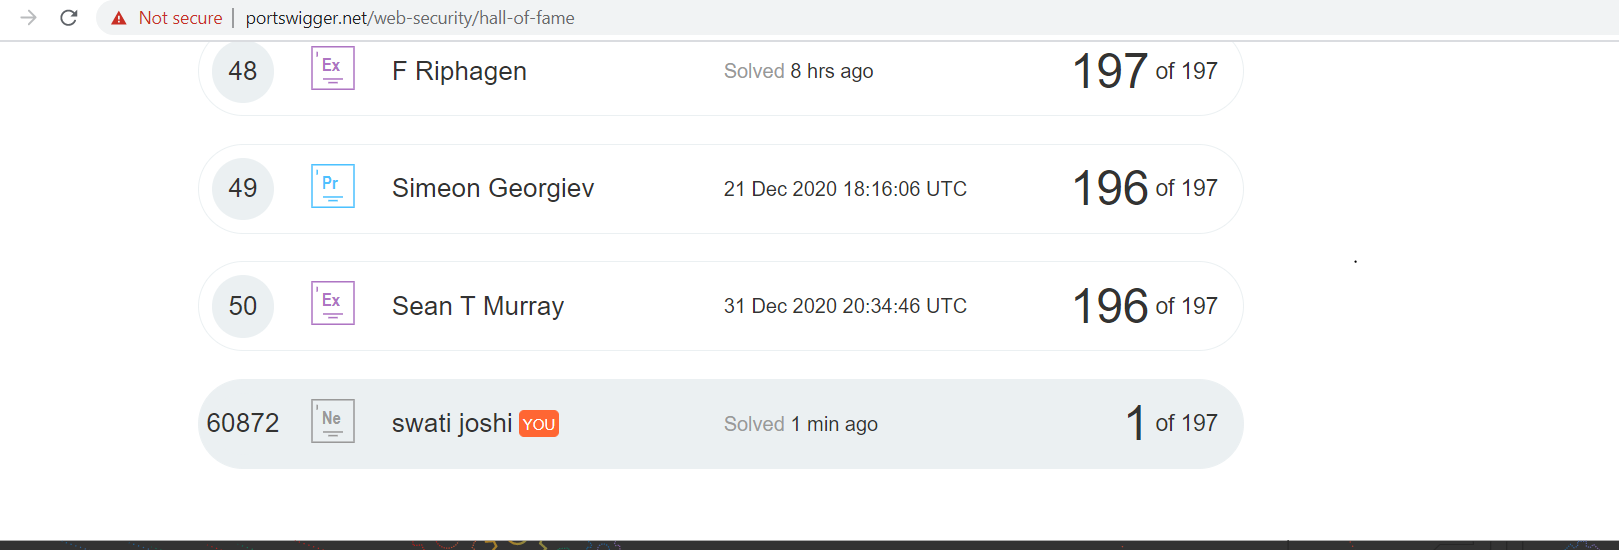 Not secure | portswigger.net/web-security/hall-of-fame
48 Ex F Riphagen Solved 8 hrs ago 197 of 197
49 Pr Simeon Georgiev 21 Dec 2020 18:16:06 UTC 196 of 197
50 Ex Sean T Murray 31 Dec 2020 20:34:46 UTC 196 of 197
60872 Ne swati joshi YOU Solved 1 min ago 1 of 197